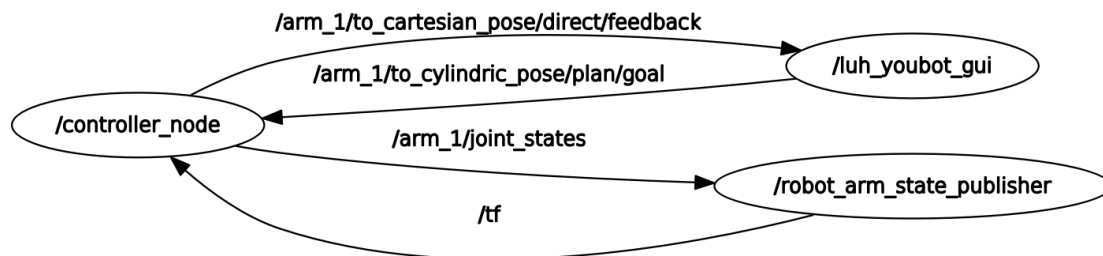 /arm_1/to_cartesian_pose/direct/feedback
/luh_youbot_gui
/arm_1/to_cylindric_pose/plan/goal
/controller_node
/arm_1/joint_states
/robot_arm_state_publisher
/tf